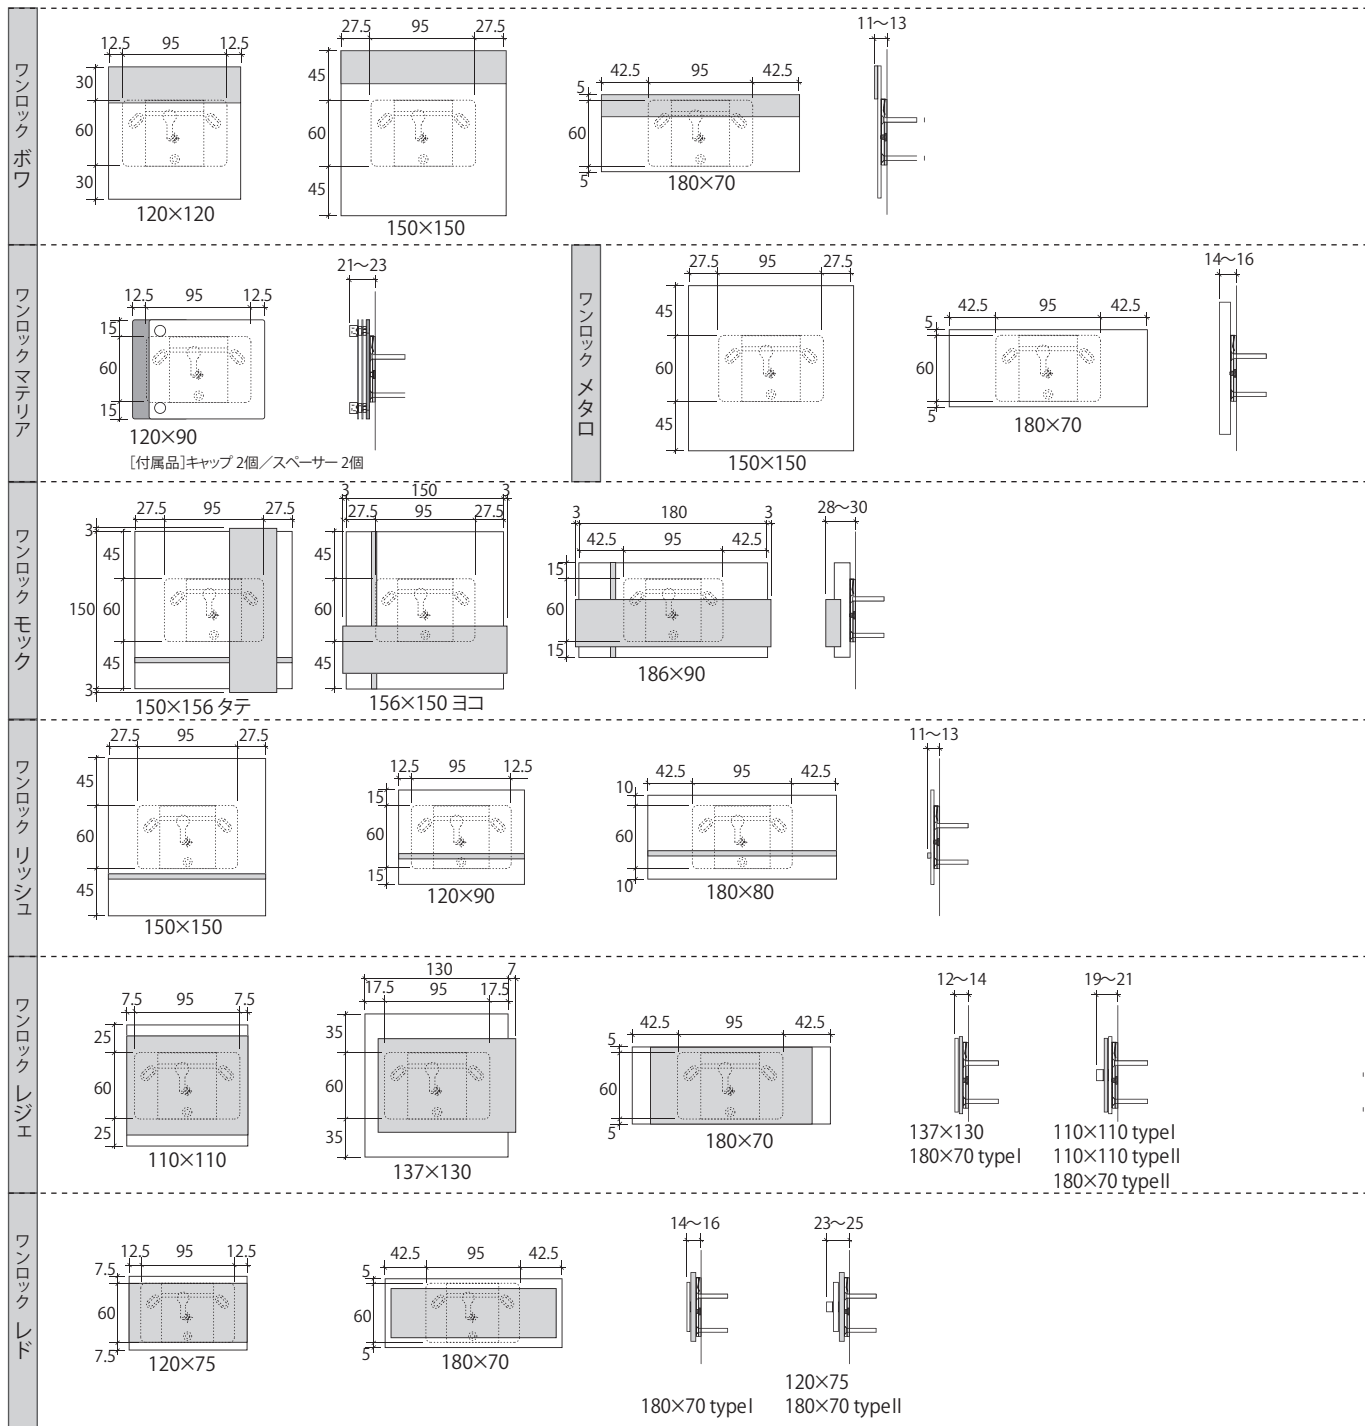 ワンロック ボワ
12.5 95 12.5
30
60
30
120×120
27.5 95 27.5
45
60
45
150×150
42.5 95 42.5
5
60
5
180×70
11～13
ワンロック マテリア
12.5 95 12.5
15
60
15
120×90
[付属品]キャップ 2個／スペーサー 2個
21～23
ワンロック メタロ
27.5 95 27.5
45
60
45
150×150
42.5 95 42.5
5
60
5
180×70
14～16
ワンロック モック
27.5 95 27.5
3
45
150 60
45
3
150×156 タテ
3 150 3
27.5 95 27.5
45
60
45
156×150 ヨコ
3 180 3
42.5 95 42.5
15
60
15
186×90
28～30
ワンロック リッシュ
27.5 95 27.5
45
60
45
150×150
12.5 95 12.5
15
60
15
120×90
42.5 95 42.5
10
60
10
180×80
11～13
ワンロック レジェ
7.5 95 7.5
25
60
25
110×110
130 7
17.5 95 17.5
35
60
35
137×130
42.5 95 42.5
5
60
5
180×70
12～14
137×130
180×70 typeI
19～21
110×110 typeI
110×110 typeII
180×70 typeII
ワンロック レド
12.5 95 12.5
7.5
60
7.5
120×75
42.5 95 42.5
5
60
5
180×70
14～16
180×70 typeI
23～25
120×75
180×70 typeII